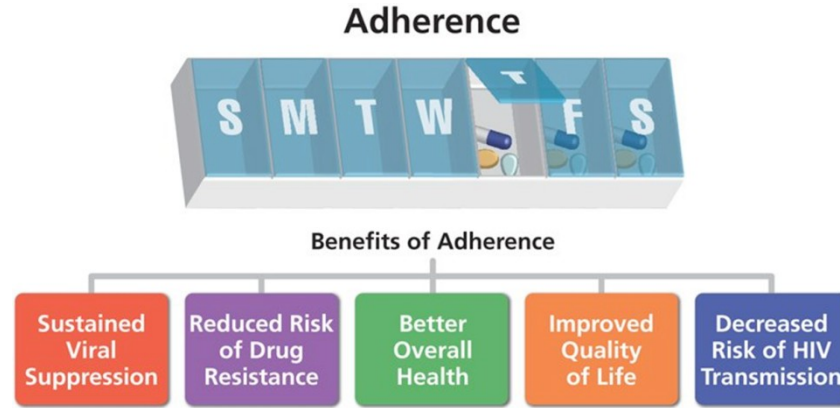 Adherence
S M T W T F S
Benefits of Adherence
Sustained
Viral
Suppression
Reduced Risk
of Drug
Resistance
Better
Overall
Health
Improved
Quality
of Life
Decreased
Risk of HIV
Transmission